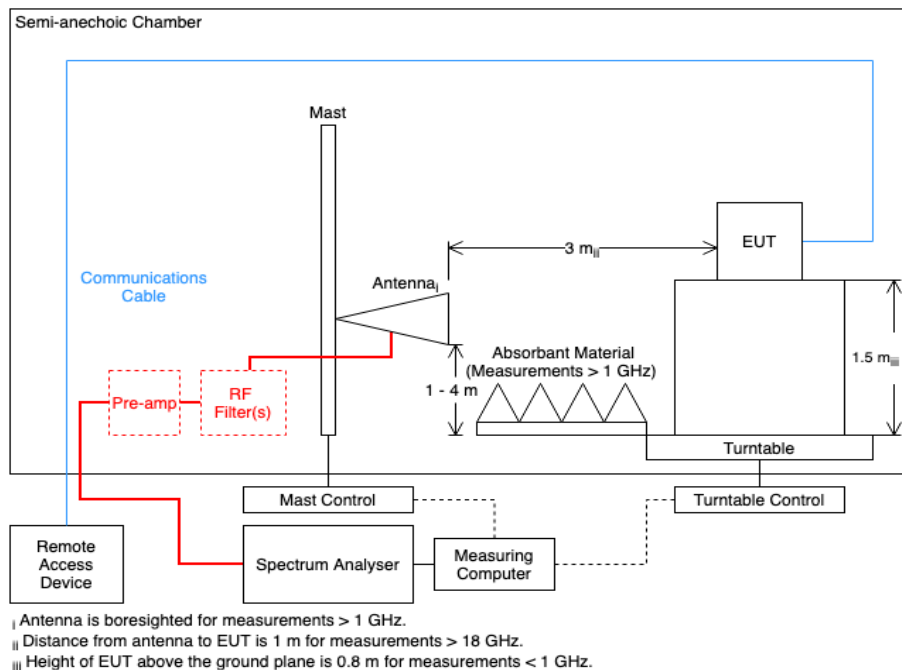 Semi-anechoic Chamber
Mast
EUT
3 m ii
Communications
Cable
Antenna i
Absorbant Material
(Measurements > 1 GHz)
1.5 m iii
1 - 4 m
Pre-amp
RF
Filter(s)
Turntable
Mast Control
Turntable Control
Remote
Access
Device
Spectrum Analyser
Measuring
Computer
i Antenna is boresighted for measurements > 1 GHz.
ii Distance from antenna to EUT is 1 m for measurements > 18 GHz.
iii Height of EUT above the ground plane is 0.8 m for measurements < 1 GHz.